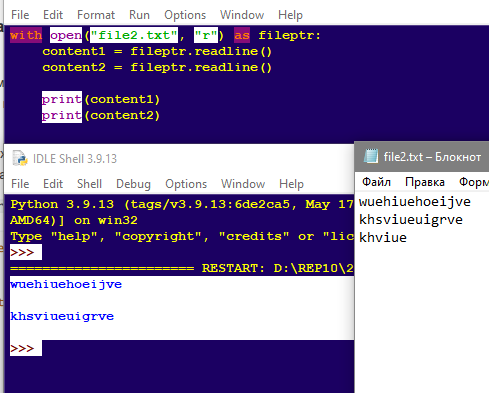 File Edit Format Run Options Window Help
with open("file2.txt", "r") as fileptr:
content1 = fileptr.readline()
content2 = fileptr.readline()
print(content1)
print(content2)
IDLE Shell 3.9.13
File Edit Shell Debug Options Window
Python 3.9.13 (tags/v3.9.13:6de2ca5, May 17
AMD64)] on win32
Type "help", "copyright", "credits" or "lic
>>>
======================= RESTART: D:\REP10\2
wuehiuehoeijve
khsviueuigrve
>>>
file2.txt – Блокнот
Файл Правка Форм
wuehiuehoeijve
khsviueuigrve
khviue